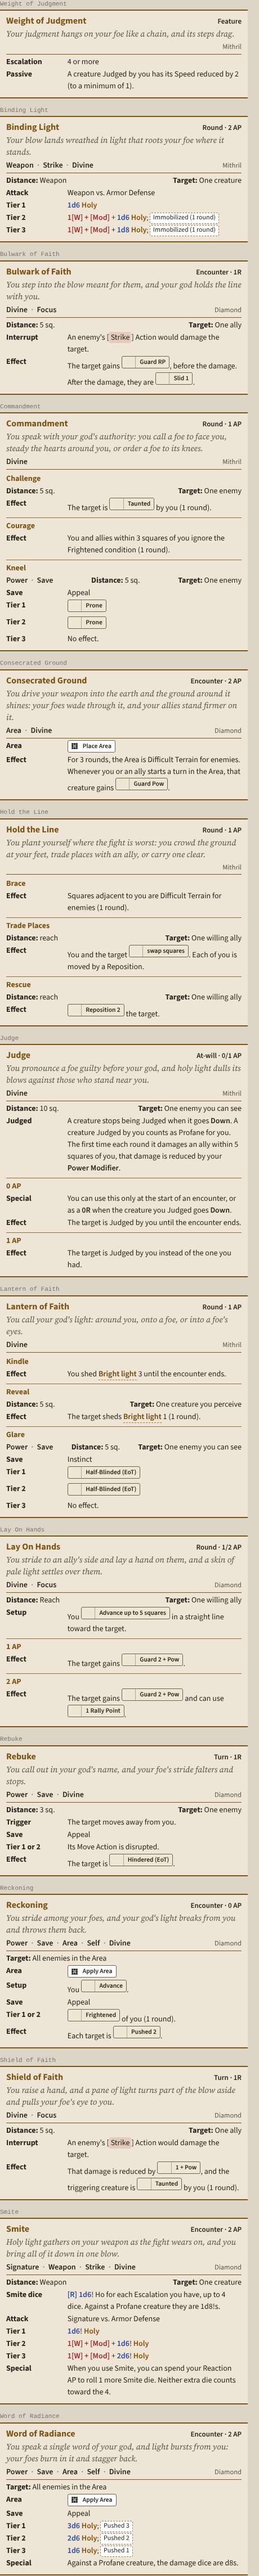 Weight of Judgment
Weight of Judgment Feature
Your judgment hangs on your foe like a chain, and its steps drag.
Mithril
Escalation 4 or more
Passive A creature Judged by you has its Speed reduced by 2
(to a minimum of 1).
Binding Light
Binding Light Round · 2 AP
Your blow lands wreathed in light that roots your foe where it
stands.
Weapon · Strike · Divine Mithril
Distance: Weapon Target: One creature
Attack Weapon vs. Armor Defense
Tier 1 1d6 Holy
Tier 2 1[W] + [Mod] + 1d6 Holy; Immobilized (1 round)
Tier 3 1[W] + [Mod] + 1d8 Holy; Immobilized (1 round)
Bulwark of Faith
Bulwark of Faith Encounter · 1R
You step into the blow meant for them, and your god holds the line
with you.
Divine · Focus Diamond
Distance: 5 sq. Target: One ally
Interrupt An enemy's [Strike] Action would damage the
target.
Effect The target gains Guard RP, before the damage.
After the damage, they are Slid 1.
Commandment
Commandment Round · 1 AP
You speak with your god's authority: you call a foe to face you,
steady the hearts around you, or order a foe to its knees.
Divine Mithril
Challenge
Distance: 5 sq. Target: One enemy
Effect The target is Taunted by you (1 round).
Courage
Effect You and allies within 3 squares of you ignore the
Frightened condition (1 round).
Kneel
Power · Save Distance: 5 sq. Target: One enemy
Save Appeal
Tier 1 Prone
Tier 2 Prone
Tier 3 No effect.
Consecrated Ground
Consecrated Ground Encounter · 2 AP
You drive your weapon into the earth and the ground around it
shines: your foes wade through it, and your allies stand firm on
it.
Area · Divine Diamond
Area Place Area
Effect For 3 rounds, the Area is Difficult Terrain for enemies.
Whenever you or an ally starts a turn in the Area, that
creature gains Guard Pow.
Hold the Line
Hold the Line Round · 1 AP
You plant yourself where the fight is worst: you crowd the ground
at your feet, trade places with an ally, or carry one clear.
Mithril
Brace
Effect Squares adjacent to you are Difficult Terrain for
enemies (1 round).
Trade Places
Distance: reach Target: One willing ally
Effect You and the target swap squares. Each of you is
moved by a Reposition.
Rescue
Distance: reach Target: One willing ally
Effect Reposition 2 the target.
Judge
Judge At-will · 0/1 AP
You pronounce a foe guilty before your god, and holy light dulls its
blows against those who stand near you.
Divine Mithril
Distance: 10 sq. Target: One enemy you can see
Judged A creature stops being Judged when it goes Down. A
creature Judged by you counts as Profane for you.
The first time each round it damages an ally within 5
squares of you, that damage is reduced by your
Power Modifier.
0 AP
Special You can use this only at the start of an encounter, or
as a 0R when the creature you Judged goes Down.
Effect The target is Judged by you until the encounter ends.
1 AP
Effect The target is Judged by you instead of the one you
had.
Lantern of Faith
Lantern of Faith Round · 1 AP
You call your god's light: around you, onto a foe, or into a foe's
eyes.
Divine Mithril
Kindle
Effect You shed Bright light 3 until the encounter ends.
Reveal
Distance: 5 sq. Target: One creature you perceive
Effect The target sheds Bright light 1 (1 round).
Glare
Power · Save Distance: 5 sq. Target: One enemy you can see
Save Instinct
Tier 1 Half-Blinded (EoT)
Tier 2 Half-Blinded (EoT)
Tier 3 No effect.
Lay On Hands
Lay On Hands Round · 1/2 AP
You stride to an ally's side and lay a hand on them, and a skin of
pale light settles over them.
Divine · Focus Diamond
Distance: Reach Target: One willing ally
Setup You Advance up to 5 squares in a straight line
toward the target.
1 AP
Effect The target gains Guard 2 + Pow.
2 AP
Effect The target gains Guard 2 + Pow and can use
1 Rally Point.
Rebuke
Rebuke Turn · 1R
You call out in your god's name, and your foe's stride falters and
stops.
Power · Save · Divine Diamond
Distance: 3 sq. Target: One enemy
Trigger The target moves away from you.
Save Appeal
Tier 1 or 2 Its Move Action is disrupted.
Effect The target is Hindered (EoT).
Reckoning
Reckoning Encounter · 0 AP
You stride among your foes, and your god's light breaks from you
and throws them back.
Power · Save · Area · Self · Divine Diamond
Target: All enemies in the Area
Area Apply Area
Setup You Advance.
Save Appeal
Tier 1 or 2 Frightened of you (1 round).
Effect Each target is Pushed 2.
Shield of Faith
Shield of Faith Turn · 1R
You raise a hand, and a pane of light turns part of the blow aside
and pulls your foe's eye to you.
Divine · Focus Diamond
Distance: 5 sq. Target: One ally
Interrupt An enemy's [Strike] Action would damage the
target.
Effect That damage is reduced by 1 + Pow, and the
triggering creature is Taunted by you (1 round).
Smite
Smite Encounter · 2 AP
Holy light gathers on your weapon as the fight wears on, and you
bring all of it down in one blow.
Signature · Weapon · Strike · Divine Diamond
Distance: Weapon Target: One creature
Smite dice [R] 1d6! Ho for each Escalation you have, up to 4
dice. Against a Profane creature they are 1d8!s.
Attack Signature vs. Armor Defense
Tier 1 1d6! Holy
Tier 2 1[W] + [Mod] + 1d6! Holy
Tier 3 1[W] + [Mod] + 2d6! Holy
Special When you use Smite, you can spend your Reaction
AP to roll 1 more Smite die. Neither extra die counts
toward the 4.
Word of Radiance
Word of Radiance Encounter · 2 AP
You speak a single word of your god, and light bursts from you:
your foes burn in it and stagger back.
Power · Save · Area · Self · Divine Diamond
Target: All enemies in the Area
Area Apply Area
Save Appeal
Tier 1 3d6 Holy; Pushed 3
Tier 2 2d6 Holy; Pushed 2
Tier 3 1d6 Holy; Pushed 1
Special Against a Profane creature, the damage dice are d8s.